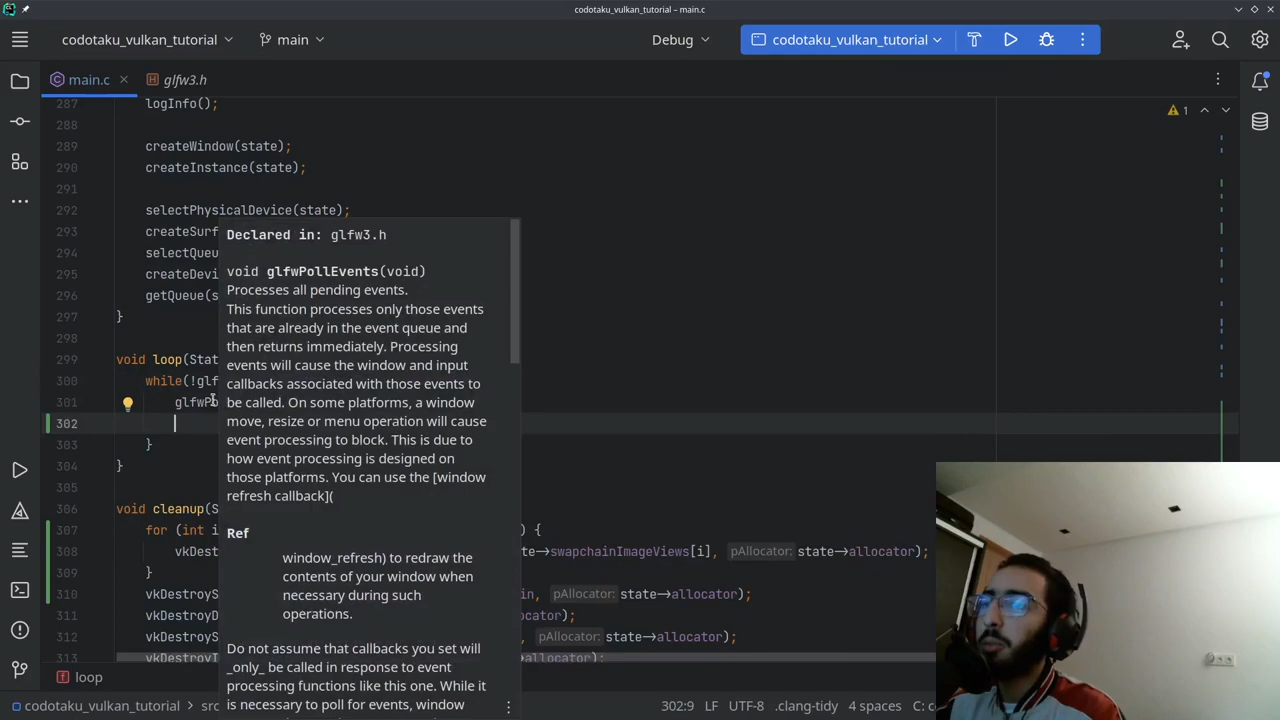 codotaku_vulkan_tutorial – main.c
codotaku_vulkan_tutorial
main
Debug
codotaku_vulkan_tutorial
main.c
glfw3.h
1
287 logInfo();
288
289 createWindow(state);
290 createInstance(state);
291
292 selectPhysicalDevice(state);
293 createSurf
294 selectQue
295 createDevi
296 getQueue(s
297 }
298
299 void loop(Stat
300 while(!glf
301 glfwPo
302
303 }
304 }
305
306 void cleanup(S
307 for (int i ) {
308 vkDest te->swapchainImageViews[i], pAllocator: state->allocator);
309 }
310 vkDestroyS in, pAllocator: state->allocator);
311 vkDestroyD ocator);
312 vkDestroyS , pAllocator: state->allocator);
313 vkDestroyI allocator);
Declared in: glfw3.h
void glfwPollEvents(void)
Processes all pending events.
This function processes only those events
that are already in the event queue and
then returns immediately. Processing
events will cause the window and input
callbacks associated with those events to
be called. On some platforms, a window
move, resize or menu operation will cause
event processing to block. This is due to
how event processing is designed on
those platforms. You can use the [window
refresh callback](
Ref
window_refresh) to redraw the
contents of your window when
necessary during such
operations.
Do not assume that callbacks you set will
_only_ be called in response to event
processing functions like this one. While it
is necessary to poll for events, window
loop
codotaku_vulkan_tutorial
src
302:9 LF UTF-8 .clang-tidy 4 spaces